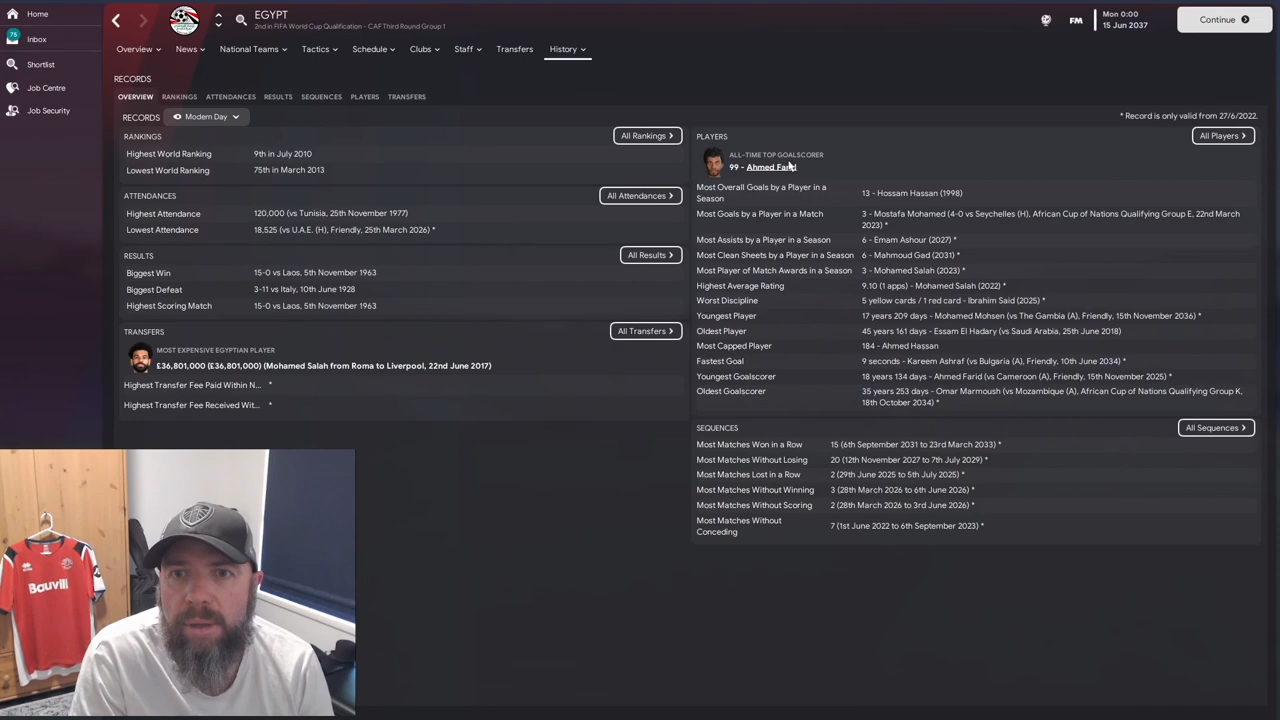 Home
75
Inbox
Shortlist
Job Centre
Job Security
EGYPT
2nd in FIFA World Cup Qualification - CAF Third Round Group 1
FM
Mon 0:00
15 Jun 2037
Continue
Overview
News
National Teams
Tactics
Schedule
Clubs
Staff
Transfers
History
RECORDS
OVERVIEW
RANKINGS
ATTENDANCES
RESULTS
SEQUENCES
PLAYERS
TRANSFERS
RECORDS
Modern Day
* Record is only valid from 27/6/2022.
RANKINGS
All Rankings >
Highest World Ranking 9th in July 2010
Lowest World Ranking 75th in March 2013
ATTENDANCES
All Attendances >
Highest Attendance 120,000 (vs Tunisia, 25th November 1977)
Lowest Attendance 18,525 (vs U.A.E. (H), Friendly, 25th March 2026) *
RESULTS
All Results >
Biggest Win 15-0 vs Laos, 5th November 1963
Biggest Defeat 3-11 vs Italy, 10th June 1928
Highest Scoring Match 15-0 vs Laos, 5th November 1963
TRANSFERS
All Transfers >
MOST EXPENSIVE EGYPTIAN PLAYER
£36,801,000 (£36,801,000) (Mohamed Salah from Roma to Liverpool, 22nd June 2017)
Highest Transfer Fee Paid Within N... *
Highest Transfer Fee Received Wit... *
PLAYERS
All Players >
ALL-TIME TOP GOALSCORER
99 - Ahmed Farid
Most Overall Goals by a Player in a
Season
13 - Hossam Hassan (1998)
Most Goals by a Player in a Match
3 - Mostafa Mohamed (4-0 vs Seychelles (H), African Cup of Nations Qualifying Group E, 22nd March
2023) *
Most Assists by a Player in a Season 6 - Emam Ashour (2027) *
Most Clean Sheets by a Player in a Season 6 - Mahmoud Gad (2031) *
Most Player of Match Awards in a Season 3 - Mohamed Salah (2023) *
Highest Average Rating 9.10 (1 apps) - Mohamed Salah (2022) *
Worst Discipline 5 yellow cards / 1 red card - Ibrahim Said (2025) *
Youngest Player 17 years 209 days - Mohamed Mohsen (vs The Gambia (A), Friendly, 15th November 2036) *
Oldest Player 45 years 161 days - Essam El Hadary (vs Saudi Arabia, 25th June 2018)
Most Capped Player 184 - Ahmed Hassan
Fastest Goal 9 seconds - Kareem Ashraf (vs Bulgaria (A), Friendly, 10th June 2034) *
Youngest Goalscorer 18 years 134 days - Ahmed Farid (vs Cameroon (A), Friendly, 15th November 2025) *
Oldest Goalscorer 35 years 253 days - Omar Marmoush (vs Mozambique (A), African Cup of Nations Qualifying Group K,
18th October 2034) *
SEQUENCES
All Sequences >
Most Matches Won in a Row 15 (6th September 2031 to 23rd March 2033) *
Most Matches Without Losing 20 (12th November 2027 to 7th July 2029) *
Most Matches Lost in a Row 2 (29th June 2025 to 5th July 2025) *
Most Matches Without Winning 3 (28th March 2026 to 6th June 2026) *
Most Matches Without Scoring 2 (28th March 2026 to 3rd June 2026) *
Most Matches Without
Conceding
7 (1st June 2022 to 6th September 2023) *
Bauvill